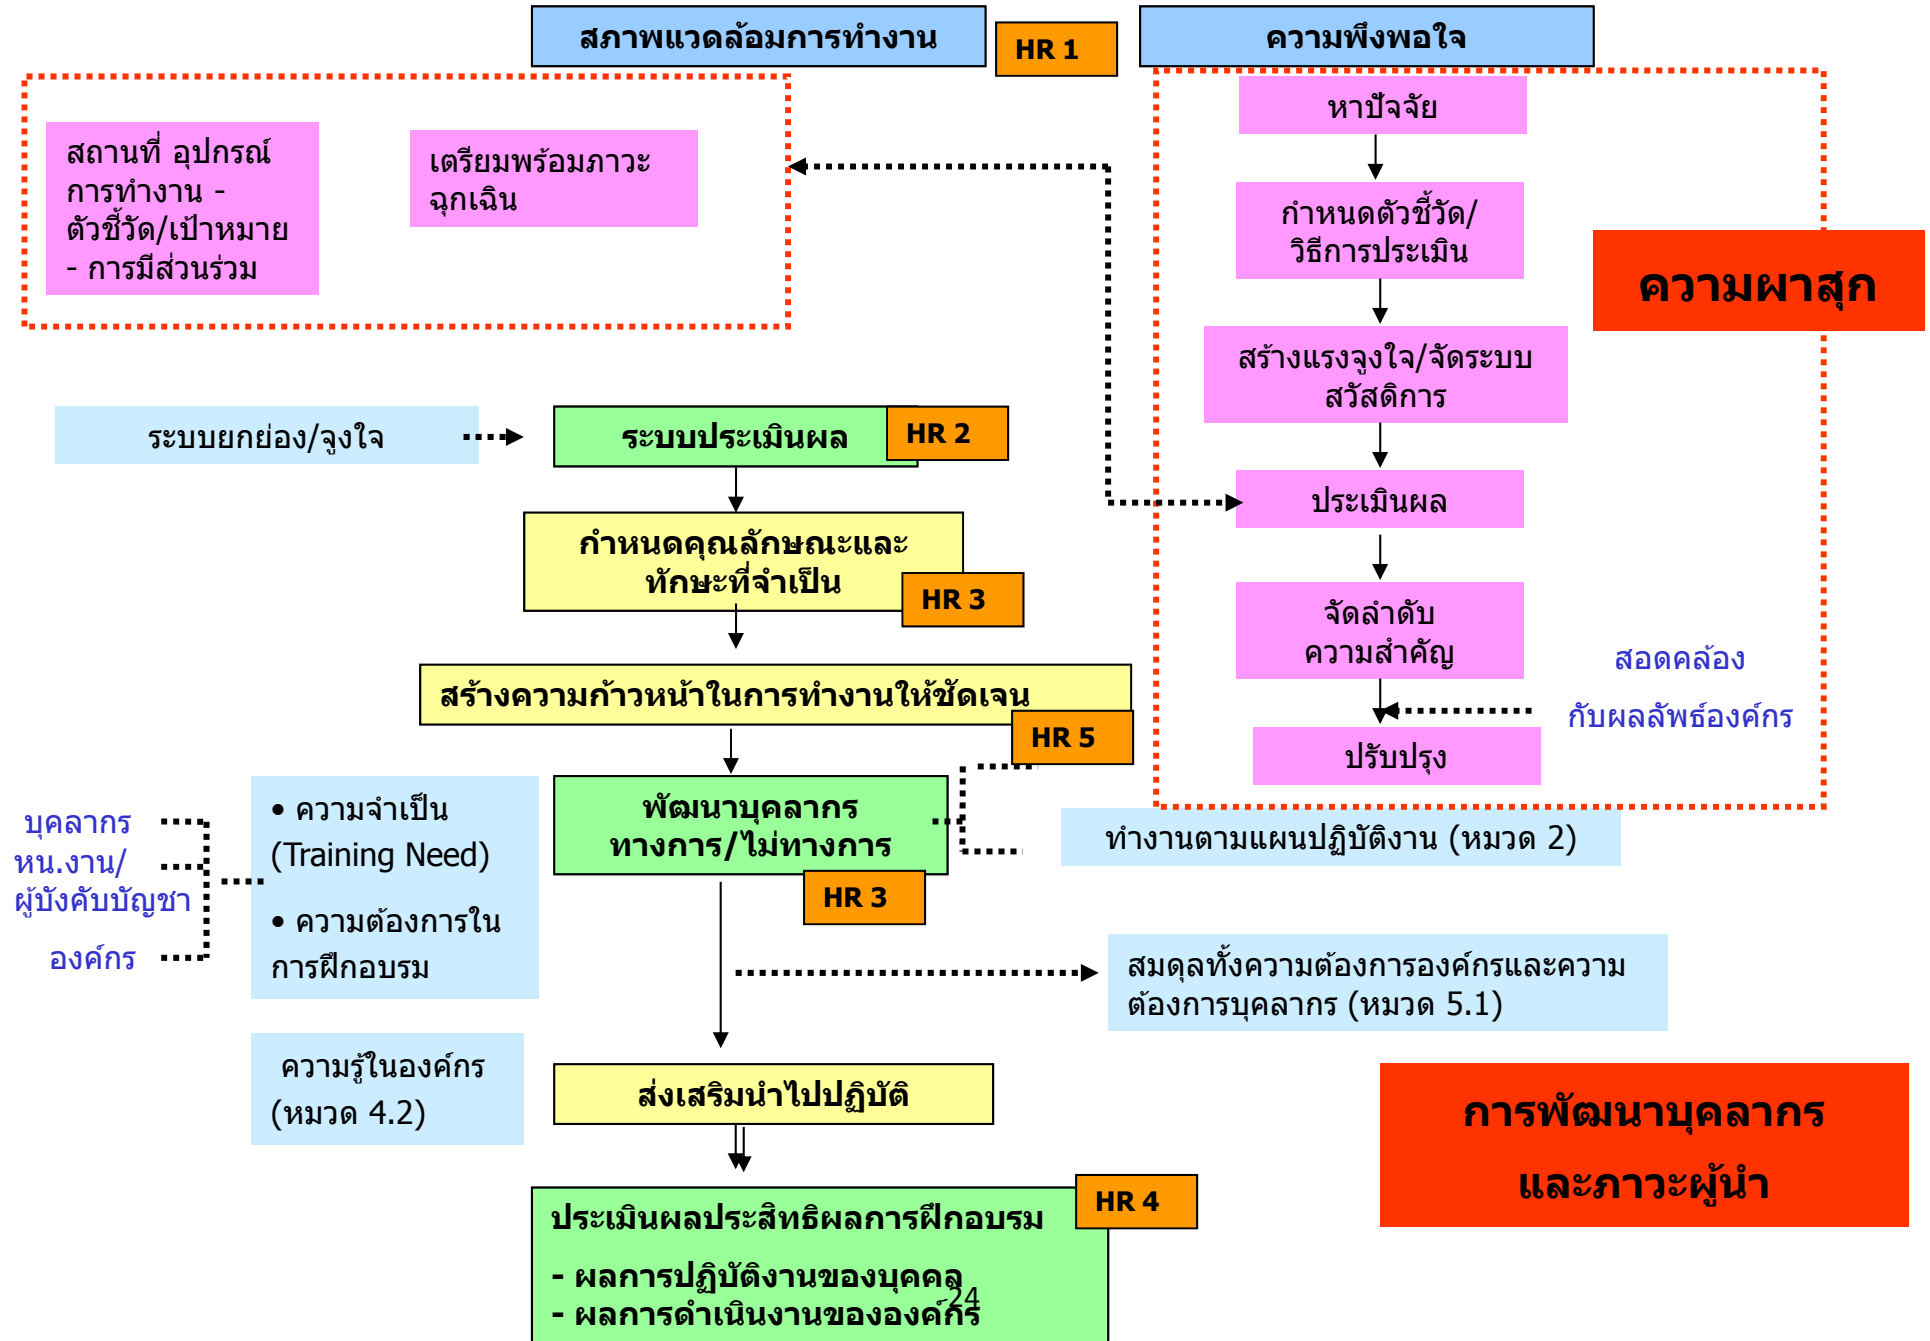 สภาพแวดล้อมการทำงาน
HR 1
ความพึงพอใจ
สถานที่ อุปกรณ์
การทำงาน -
ตัวชี้วัด/เป้าหมาย
- การมีส่วนร่วม
เตรียมพร้อมภาวะ
ฉุกเฉิน
หาปัจจัย
กำหนดตัวชี้วัด/
วิธีการประเมิน
สร้างแรงจูงใจ/จัดระบบ
สวัสดิการ
ประเมินผล
จัดลำดับ
ความสำคัญ
ปรับปรุง
สอดคล้อง
กับผลลัพธ์องค์กร
ความผาสุก
ระบบยกย่อง/จูงใจ
ระบบประเมินผล
HR 2
กำหนดคุณลักษณะและ
ทักษะที่จำเป็น
HR 3
สร้างความก้าวหน้าในการทำงานให้ชัดเจน
HR 5
บุคลากร
หน.งาน/
ผู้บังคับบัญชา
องค์กร
• ความจำเป็น
(Training Need)
• ความต้องการใน
การฝึกอบรม
พัฒนาบุคลากร
ทางการ/ไม่ทางการ
HR 3
ทำงานตามแผนปฏิบัติงาน (หมวด 2)
สมดุลทั้งความต้องการองค์กรและความ
ต้องการบุคลากร (หมวด 5.1)
ความรู้ในองค์กร
(หมวด 4.2)
ส่งเสริมนำไปปฏิบัติ
การพัฒนาบุคลากร
และภาวะผู้นำ
ประเมินผลประสิทธิผลการฝึกอบรม
HR 4
- ผลการปฏิบัติงานของบุคคล
- ผลการดำเนินงานขององค์กร
-24